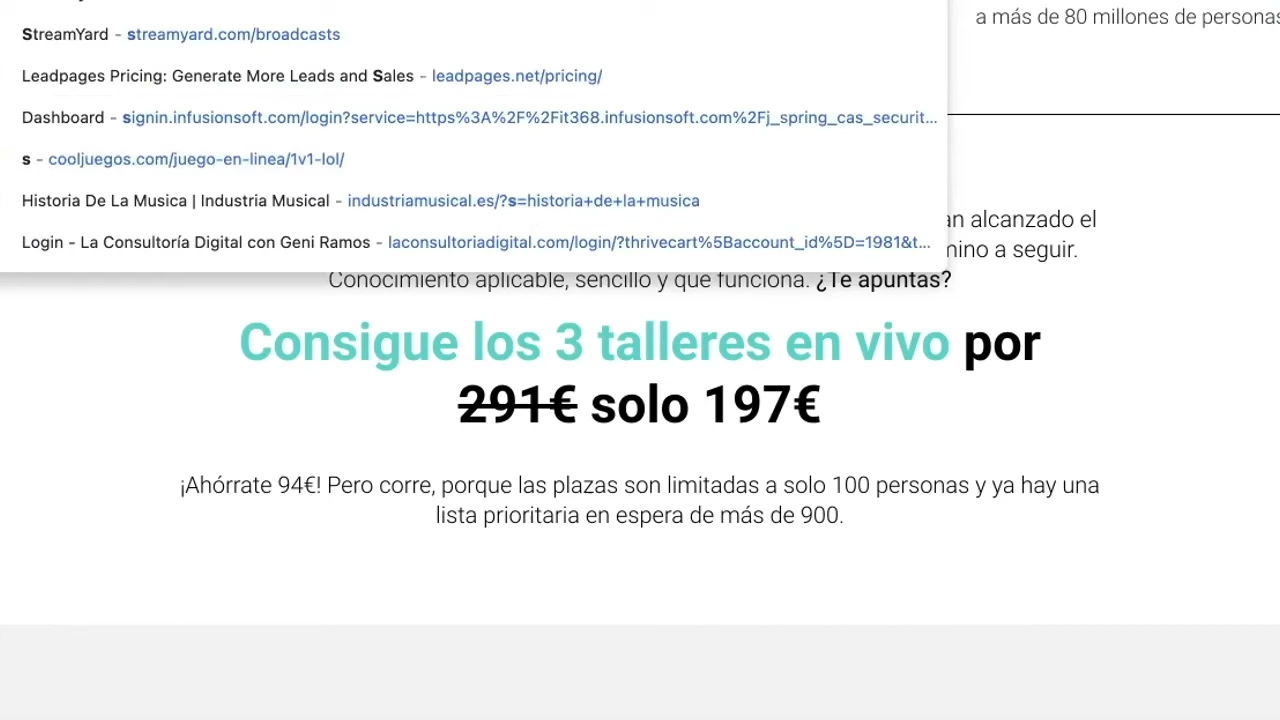 a más de 80 millones de personas
StreamYard - streamyard.com/broadcasts
Leadpages Pricing: Generate More Leads and Sales - leadpages.net/pricing/
Dashboard - signin.infusionsoft.com/login?service=https%3A%2F%2Fit368.infusionsoft.com%2Fj_spring_cas_securit...
s - cooljuegos.com/juego-en-linea/1v1-lol/
Historia De La Musica | Industria Musical - industriamusical.es/?s=historia+de+la+musica
Login - La Consultoría Digital con Geni Ramos - laconsultoriadigital.com/login/?thrivecart%5Baccount_id%5D=1981&t...
an alcanzado el
mino a seguir.
Conocimiento aplicable, sencillo y que funciona. ¿Te apuntas?
Consigue los 3 talleres en vivo por
291€ solo 197€
¡Ahórrate 94€! Pero corre, porque las plazas son limitadas a solo 100 personas y ya hay una
lista prioritaria en espera de más de 900.